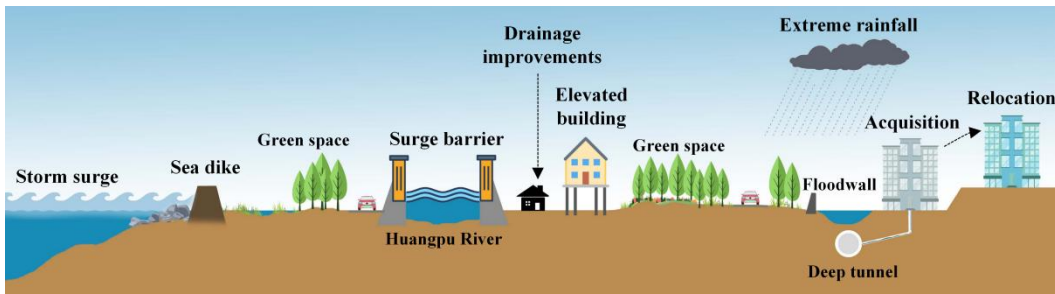 Storm surge
Sea dike
Green space
Surge barrier
Huangpu River
Drainage
improvements
Elevated
building
Green space
Extreme rainfall
Floodwall
Acquisition
Relocation
Deep tunnel